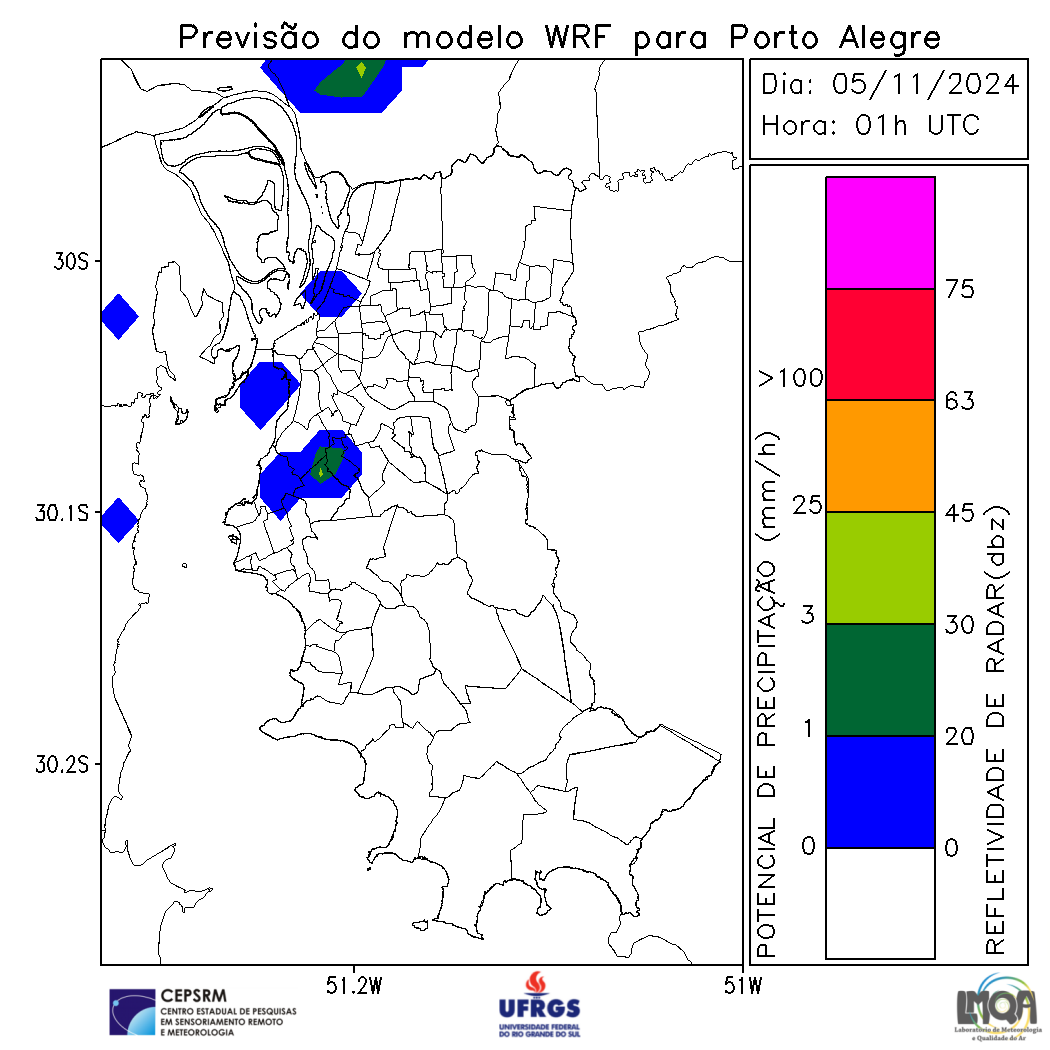 Previsão do modelo WRF para Porto Alegre
Dia: 05/11/2024
Hora: 01h UTC
30S
30.1S
30.2S
51.2W
51W
POTENCIAL DE PRECIPITAÇÃO (mm/h)
>100
25
3
1
0
75
63
45
30
20
0
REFLETIVIDADE DE RADAR(dbz)
CEPSRM
CENTRO ESTADUAL DE PESQUISAS
EM SENSORIAMENTO REMOTO
E METEOROLOGIA
UFRGS
UNIVERSIDADE FEDERAL
DO RIO GRANDE DO SUL
LMQA
Laboratório de Meteorologia
e Qualidade do Ar